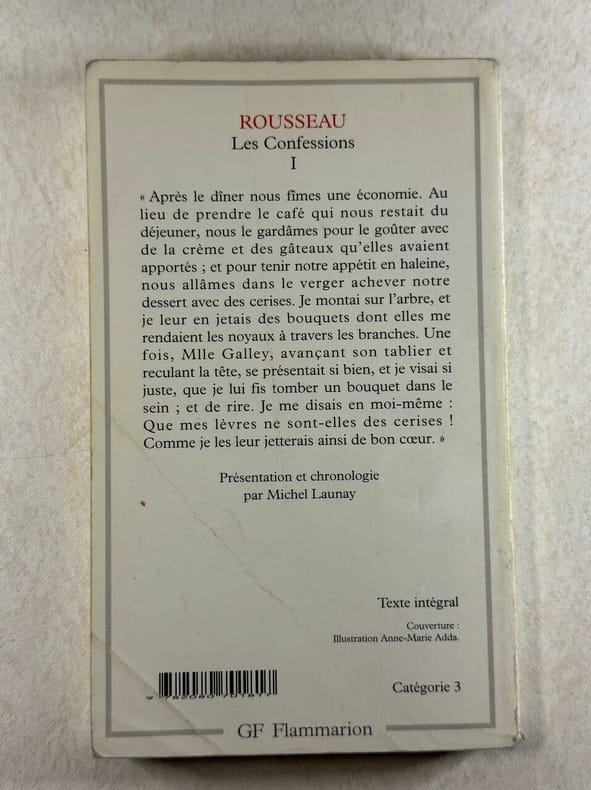 ROUSSEAU
Les Confessions
I
« Après le dîner nous fîmes une économie. Au
lieu de prendre le café qui nous restait du
déjeuner, nous le gardâmes pour le goûter avec
de la crème et des gâteaux qu'elles avaient
apportés ; et pour tenir notre appétit en haleine,
nous allâmes dans le verger achever notre
dessert avec des cerises. Je montai sur l'arbre, et
je leur en jetais des bouquets dont elles me
rendaient les noyaux à travers les branches. Une
fois, Mlle Galley, avançant son tablier et
reculant la tête, se présentait si bien, et je visai si
juste, que je lui fis tomber un bouquet dans le
sein ; et de rire. Je me disais en moi-même :
Que mes lèvres ne sont-elles des cerises !
Comme je les leur jetterais ainsi de bon cœur. »
Présentation et chronologie
par Michel Launay
Texte intégral
Couverture :
Illustration Anne-Marie Adda.
9 782080 701817
Catégorie 3
GF Flammarion